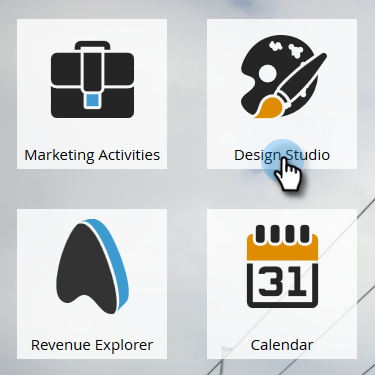 Marketing Activities
Design Studio
Revenue Explorer
31
Calendar